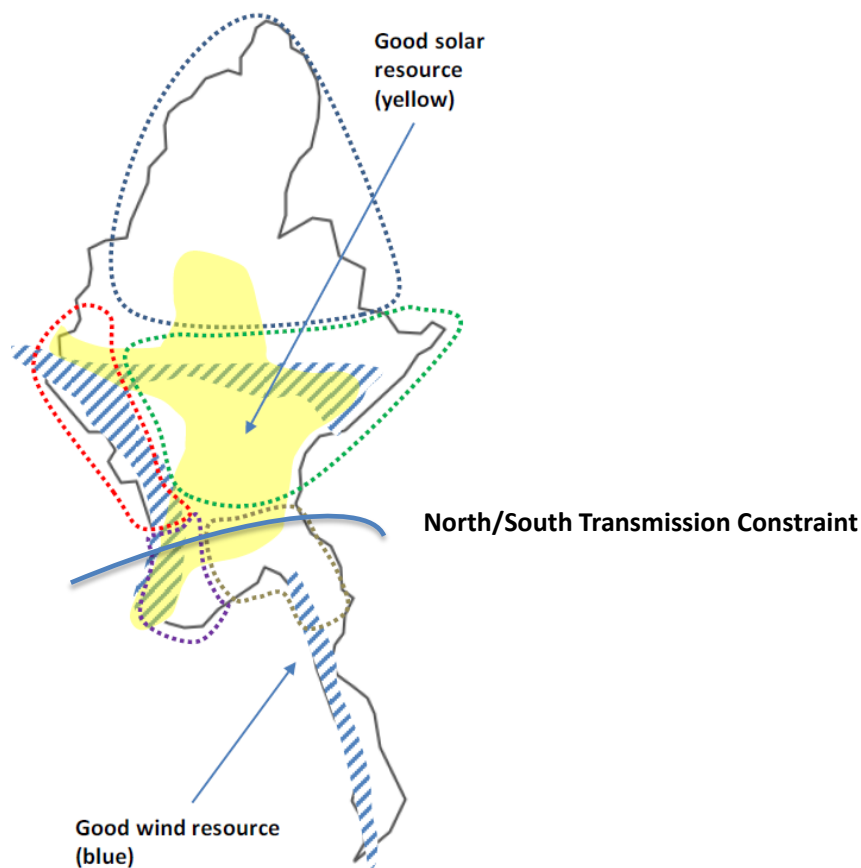 Good solar
resource
(yellow)
North/South Transmission Constraint
Good wind resource
(blue)